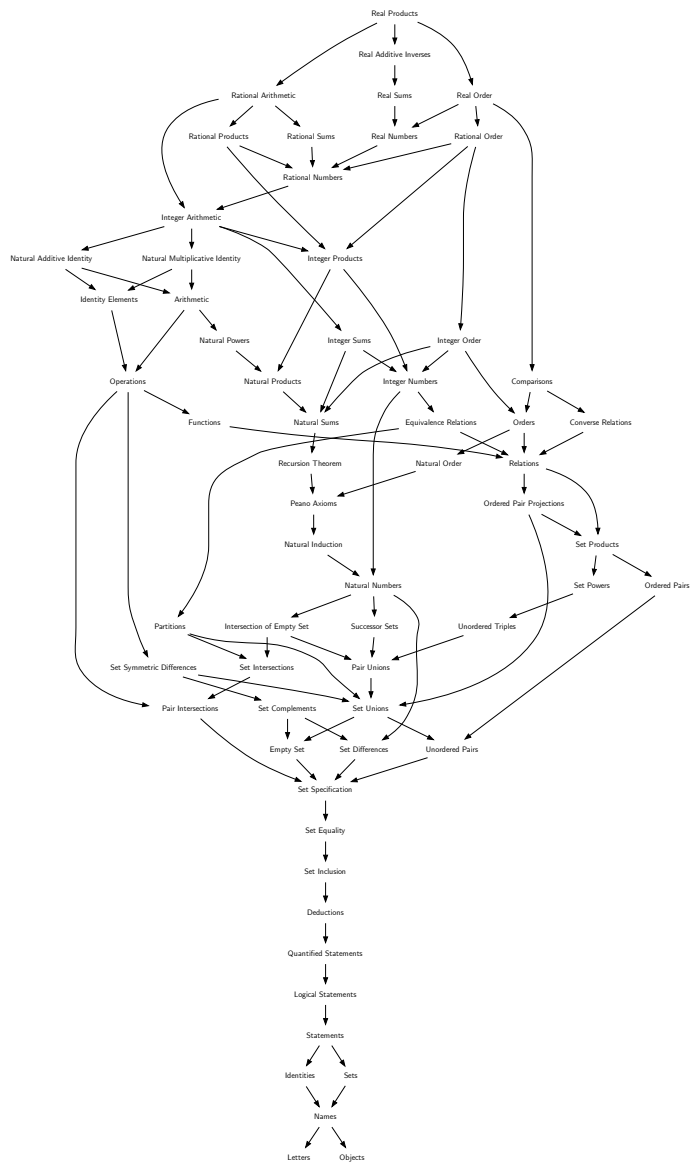 Real Products
Real Additive Inverses
Rational Arithmetic
Real Sums
Real Order
Rational Products
Rational Sums
Real Numbers
Rational Order
Rational Numbers
Integer Arithmetic
Natural Additive Identity
Natural Multiplicative Identity
Integer Products
Identity Elements
Arithmetic
Natural Powers
Integer Sums
Integer Order
Operations
Natural Products
Integer Numbers
Comparisons
Functions
Natural Sums
Equivalence Relations
Orders
Converse Relations
Recursion Theorem
Natural Order
Relations
Peano Axioms
Ordered Pair Projections
Natural Induction
Set Products
Natural Numbers
Set Powers
Ordered Pairs
Partitions
Intersection of Empty Set
Successor Sets
Unordered Triples
Set Symmetric Differences
Set Intersections
Pair Unions
Pair Intersections
Set Complements
Set Unions
Empty Set
Set Differences
Unordered Pairs
Set Specification
Set Equality
Set Inclusion
Deductions
Quantified Statements
Logical Statements
Statements
Identities
Sets
Names
Letters
Objects